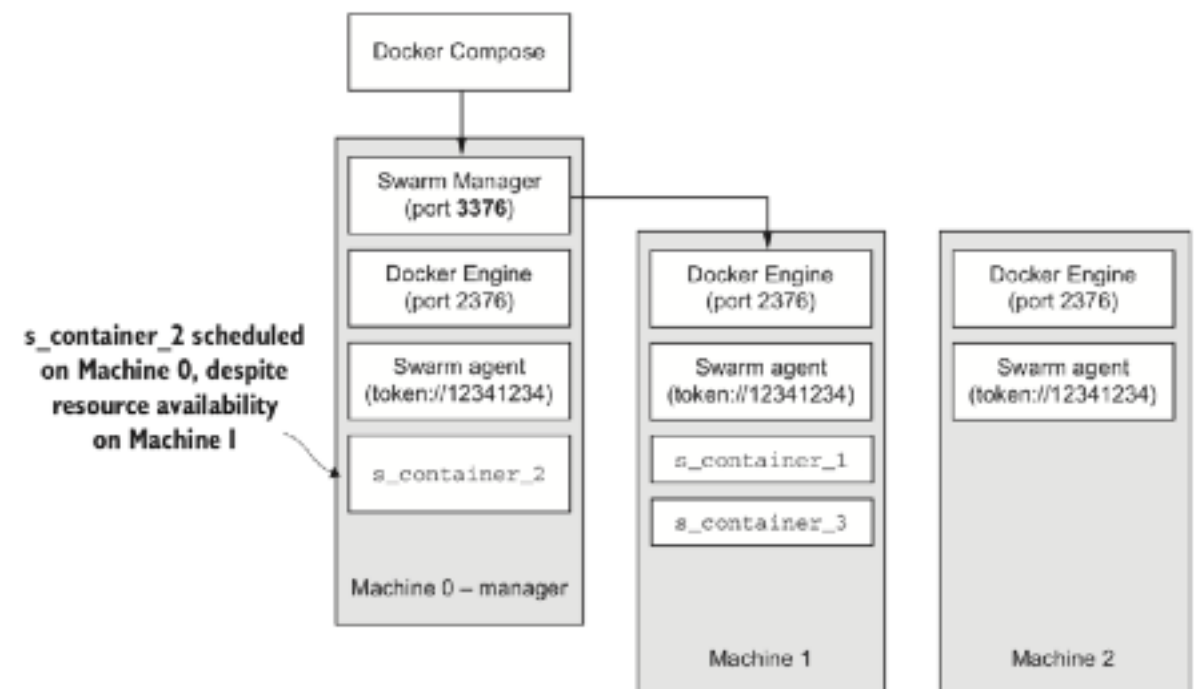 Docker Compose
Swarm Manager
(port 3376)
Docker Engine
(port 2376)
Swarm agent
(token://12341234)
s_container_2
Machine 0 – manager
s_container_2 scheduled
on Machine 0, despite
resource availability
on Machine 1
Docker Engine
(port 2376)
Swarm agent
(token://12341234)
s_container_1
s_container_3
Machine 1
Docker Engine
(port 2376)
Swarm agent
(token://12341234)
Machine 2